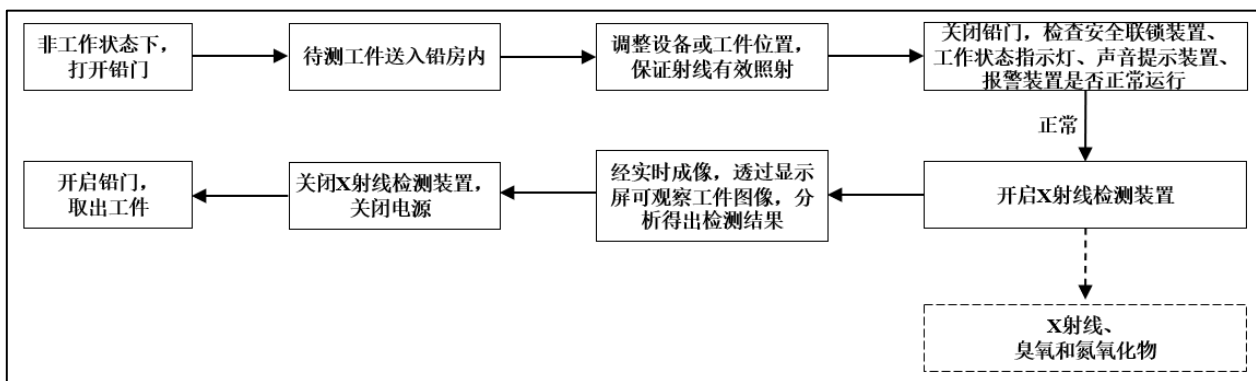 非工作状态下，
打开铅门
待测工件送入铅房内
调整设备或工件位置，
保证射线有效照射
关闭铅门，检查安全联锁装置、
工作状态指示灯、声音提示装置、
报警装置是否正常运行
正常
开启X射线检测装置
经实时成像，透过显示
屏可观察工件图像，分
析得出检测结果
关闭X射线检测装置，
关闭电源
开启铅门，
取出工件
X射线、
臭氧和氮氧化物